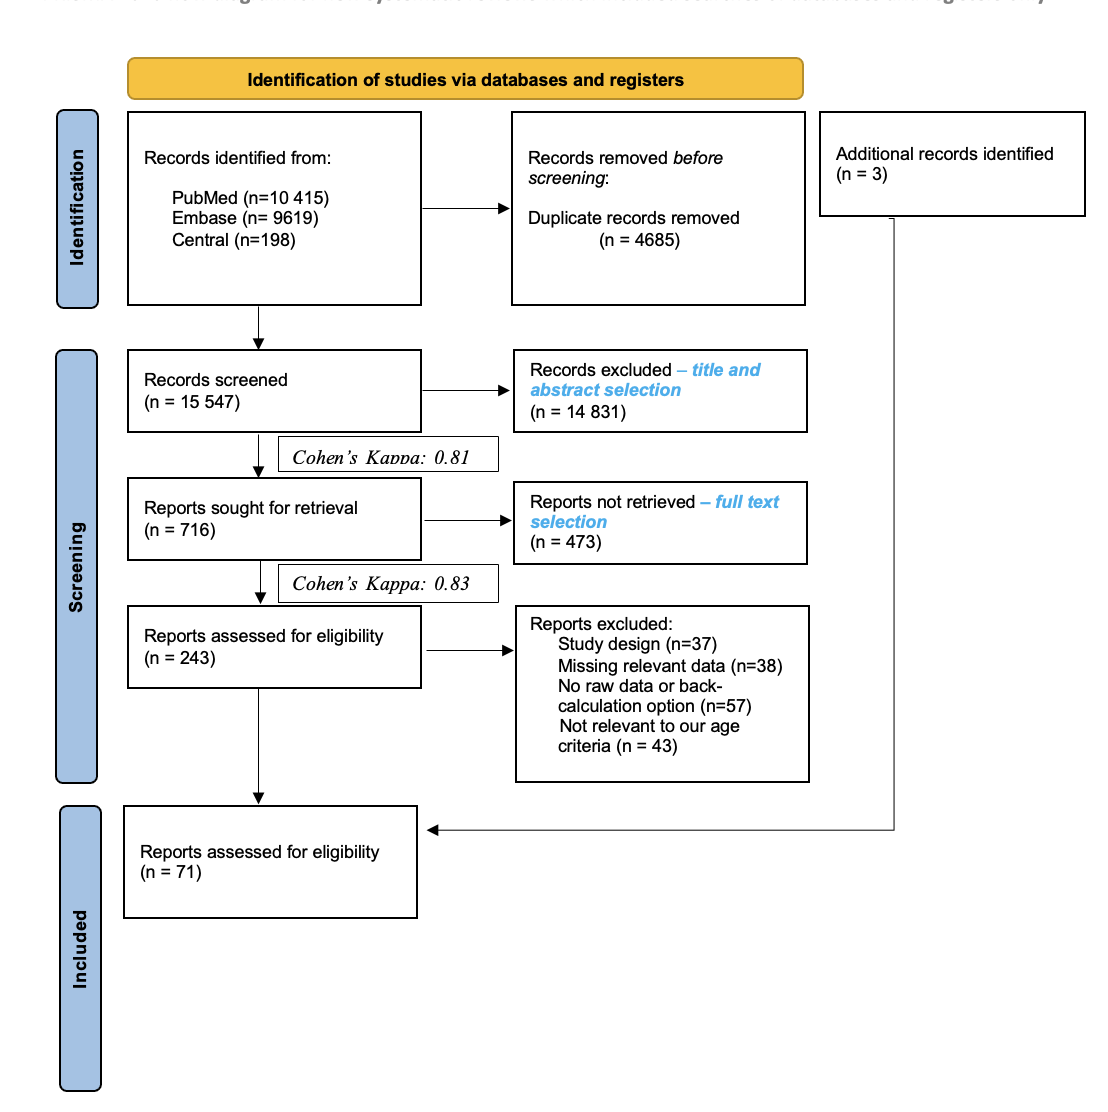 Identification of studies via databases and registers
Identification
Records identified from:
PubMed (n=10 415)
Embase (n= 9619)
Central (n=198)
Records removed before
screening:
Duplicate records removed
(n = 4685)
Additional records identified
(n = 3)
Screening
Records screened
(n = 15 547)
Records excluded – title and
abstract selection
(n = 14 831)
Cohen's Kappa: 0.81
Reports sought for retrieval
(n = 716)
Reports not retrieved – full text
selection
(n = 473)
Cohen's Kappa: 0.83
Reports assessed for eligibility
(n = 243)
Reports excluded:
Study design (n=37)
Missing relevant data (n=38)
No raw data or back-
calculation option (n=57)
Not relevant to our age
criteria (n = 43)
Included
Reports assessed for eligibility
(n = 71)